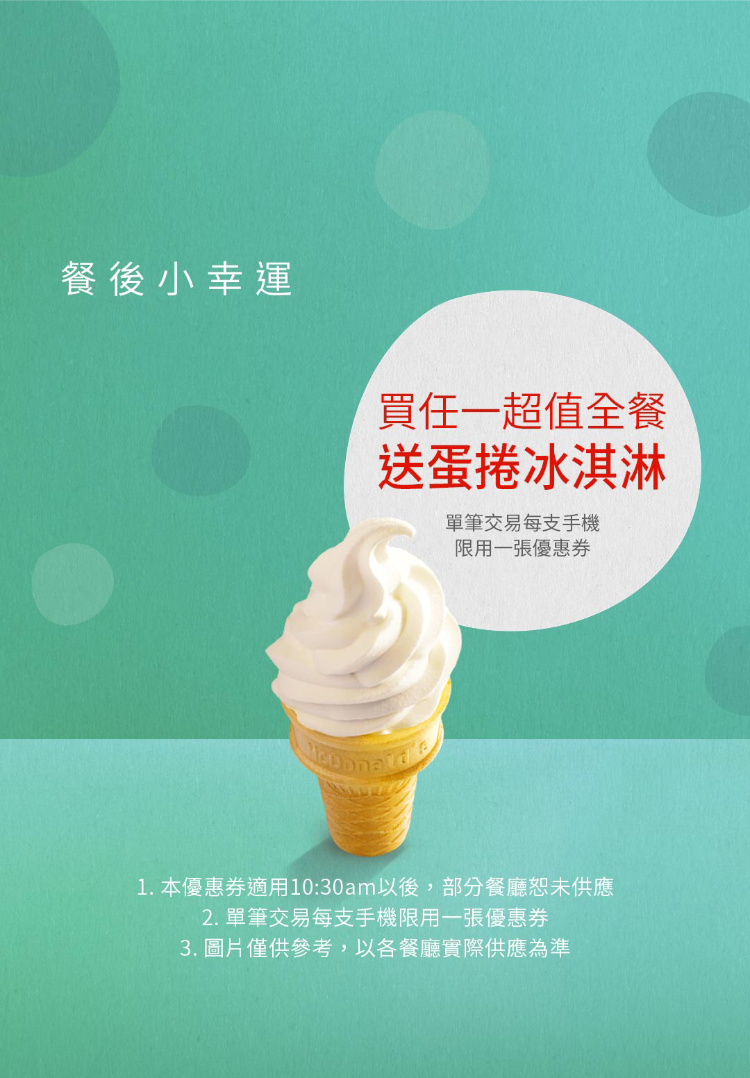 餐後小幸運
買任一超值全餐
送蛋捲冰淇淋
單筆交易每支手機
限用一張優惠券
McDonald's
1. 本優惠券適用10:30am以後，部分餐廳恕未供應
2. 單筆交易每支手機限用一張優惠券
3. 圖片僅供參考，以各餐廳實際供應為準